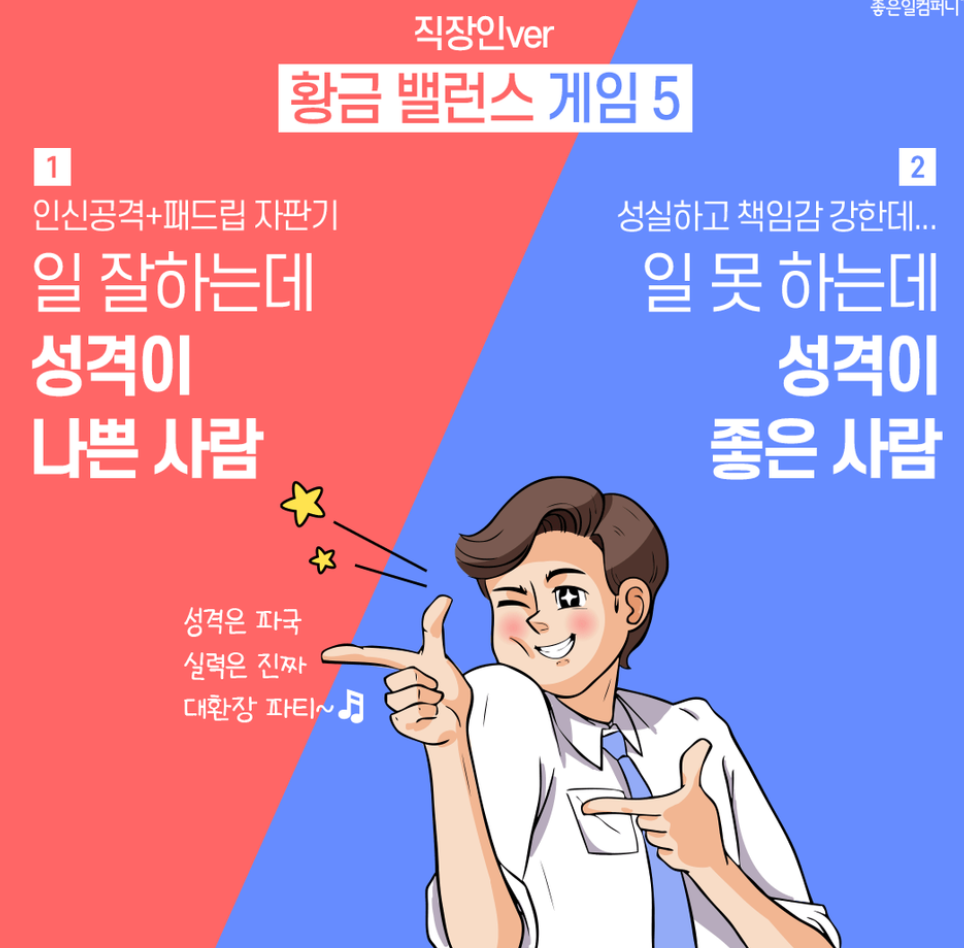 좋은일컴퍼니
직장인ver
황금 밸런스 게임 5
1
인신공격+패드립 자판기
일 잘하는데
성격이
나쁜 사람
2
성실하고 책임감 강한데...
일 못 하는데
성격이
좋은 사람
성격은 파국
실력은 진짜
대환장 파티~♬